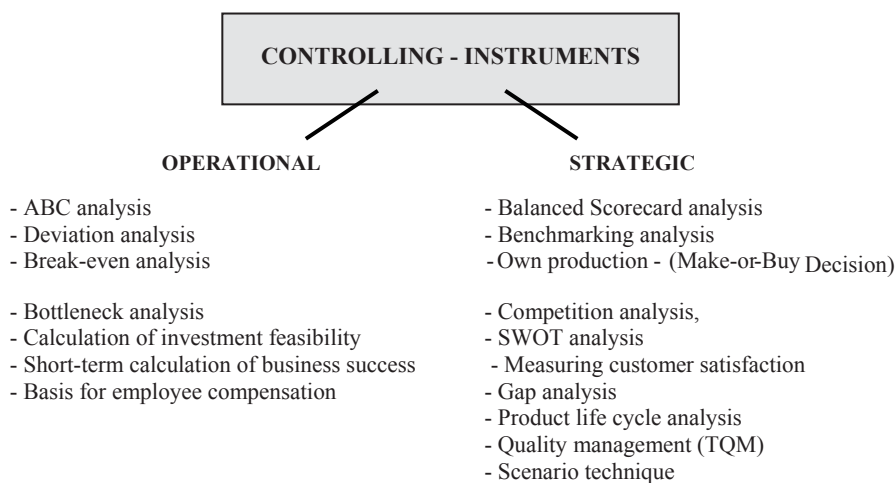 CONTROLLING - INSTRUMENTS
OPERATIONAL
- ABC analysis
- Deviation analysis
- Break-even analysis
- Bottleneck analysis
- Calculation of investment feasibility
- Short-term calculation of business success
- Basis for employee compensation
STRATEGIC
- Balanced Scorecard analysis
- Benchmarking analysis
-Own production - (Make-or-Buy Decision)
- Competition analysis,
- SWOT analysis
- Measuring customer satisfaction
- Gap analysis
- Product life cycle analysis
- Quality management (TQM)
- Scenario technique